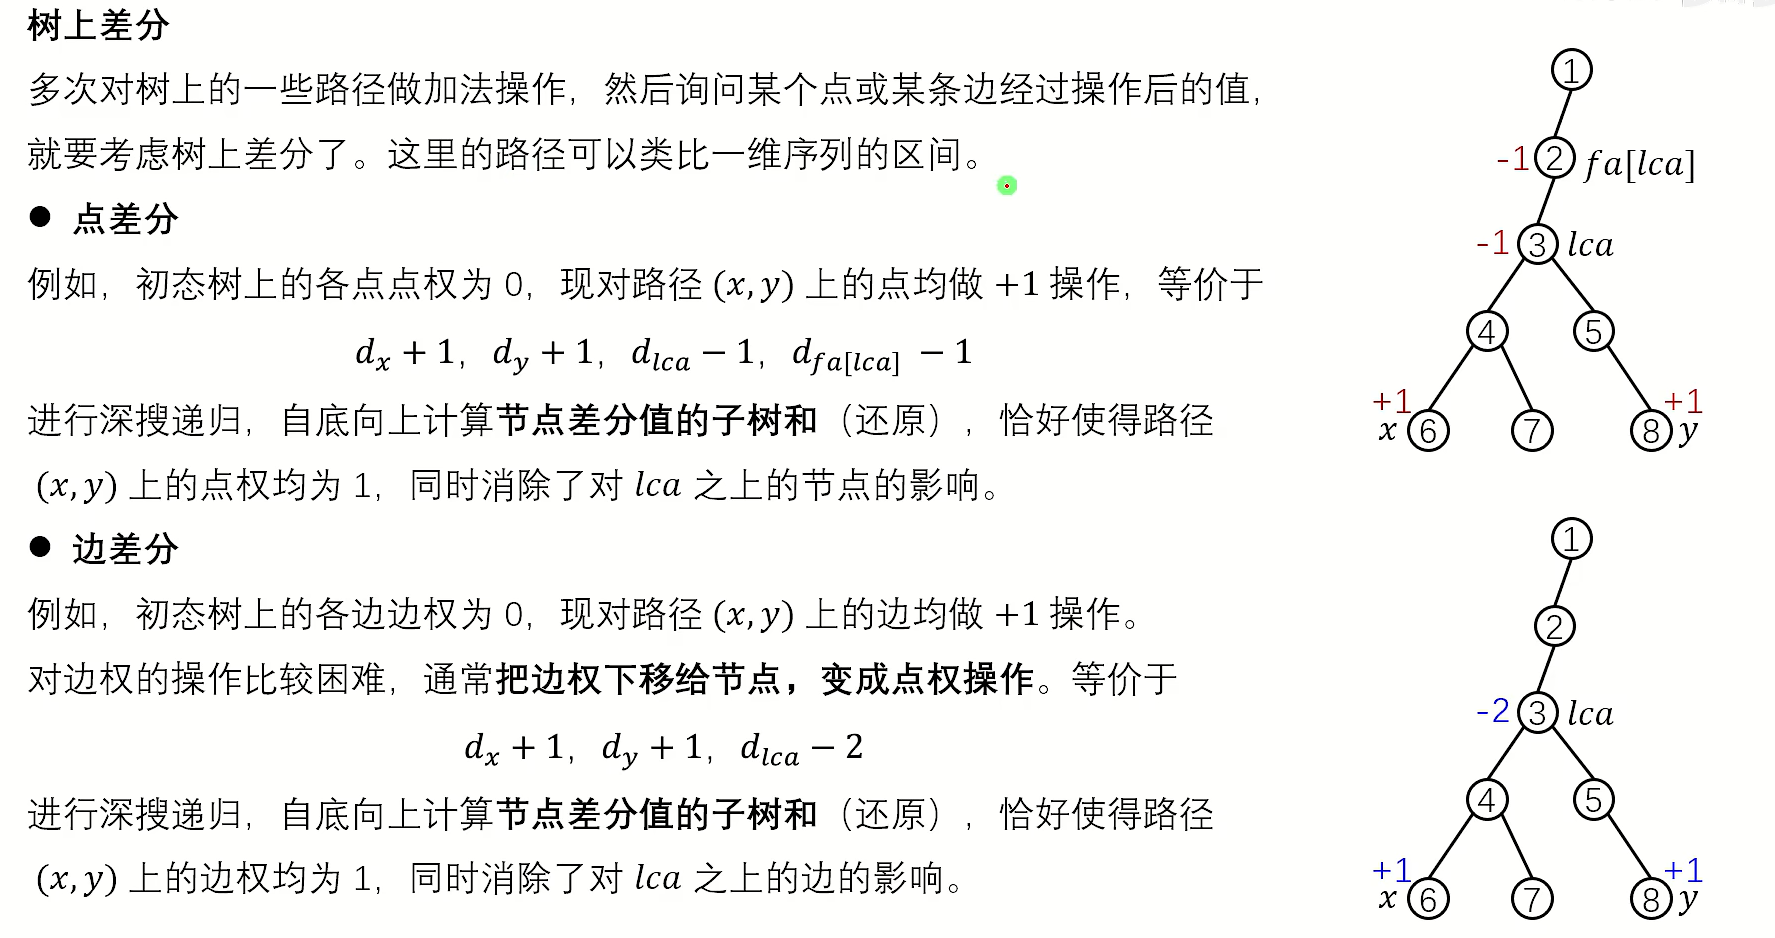 树上差分
多次对树上的一些路径做加法操作，然后询问某个点或某条边经过操作后的值，
就要考虑树上差分了。这里的路径可以类比一维序列的区间。
● 点差分
例如，初态树上的各点点权为 0，现对路径 (x, y) 上的点均做 +1 操作，等价于
d_x + 1，d_y + 1，d_lca − 1，d_fa[lca] − 1
进行深搜递归，自底向上计算节点差分值的子树和（还原），恰好使得路径
(x, y) 上的点权均为 1，同时消除了对 lca 之上的节点的影响。
● 边差分
例如，初态树上的各边边权为 0，现对路径 (x, y) 上的边均做 +1 操作。
对边权的操作比较困难，通常把边权下移给节点，变成点权操作。等价于
d_x + 1，d_y + 1，d_lca − 2
进行深搜递归，自底向上计算节点差分值的子树和（还原），恰好使得路径
(x, y) 上的边权均为 1，同时消除了对 lca 之上的边的影响。
1
-1 2 fa[lca]
-1 3 lca
4 5
+1 +1
x 6 7 8 y
1
2
-2 3 lca
4 5
+1 +1
x 6 7 8 y